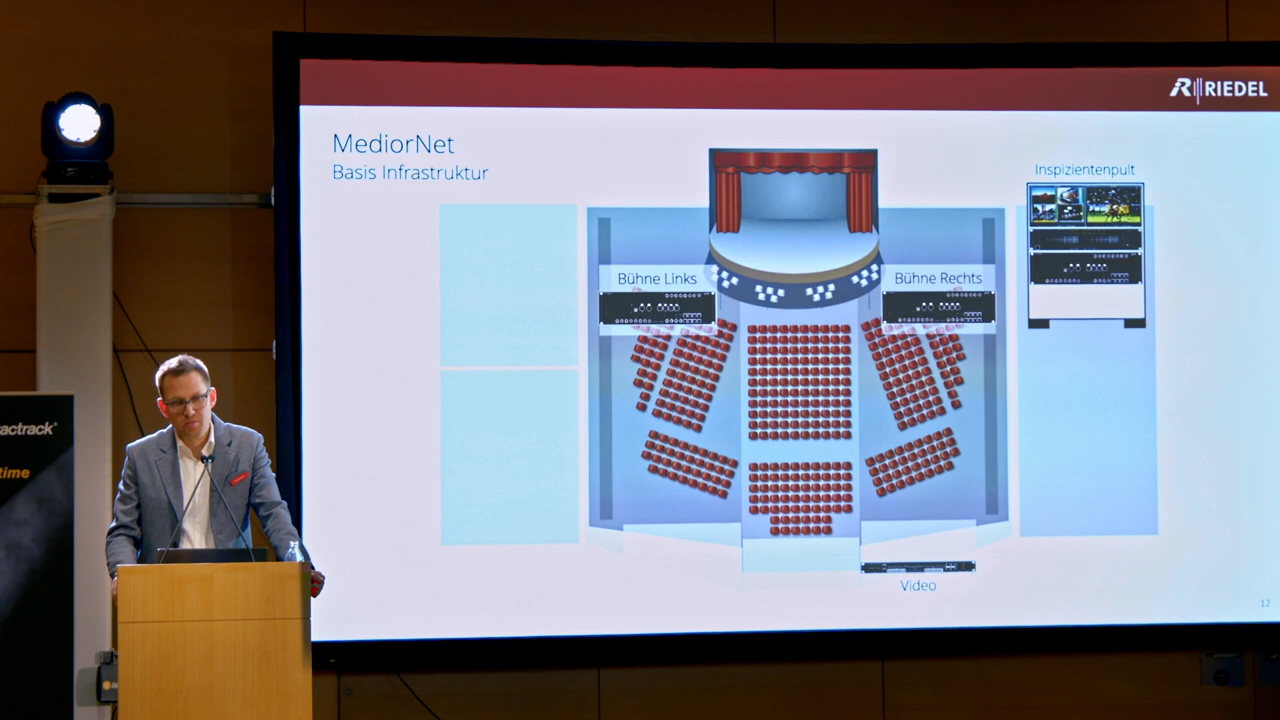 RIEDEL
MediorNet
Basis Infrastruktur
Inspizientenpult
Bühne Links
Bühne Rechts
Video
12
actrack®
time